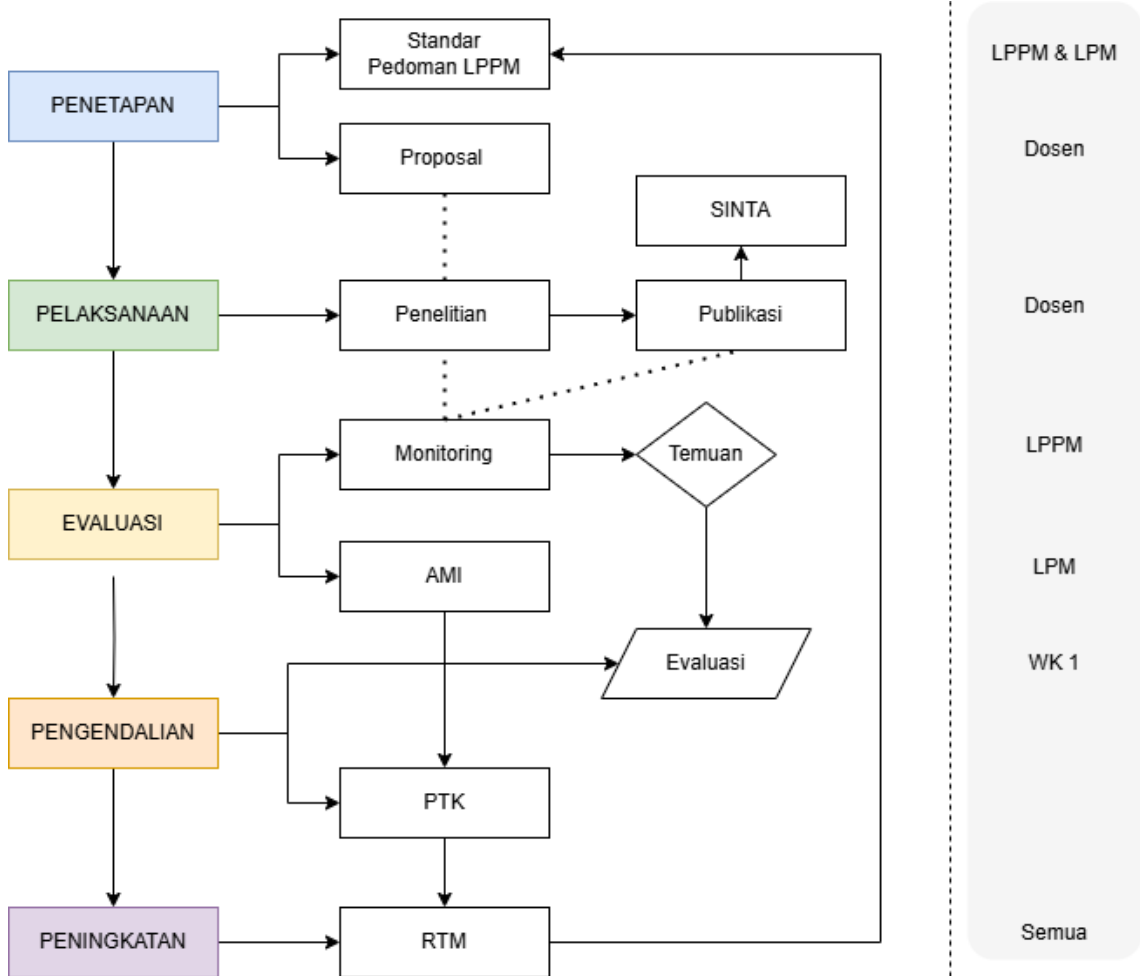 Standar
Pedoman LPPM
LPPM & LPM
PENETAPAN
Proposal
Dosen
SINTA
PELAKSANAAN
Penelitian
Publikasi
Dosen
Monitoring
Temuan
LPPM
EVALUASI
AMI
LPM
Evaluasi
WK 1
PENGENDALIAN
PTK
PENINGKATAN
RTM
Semua